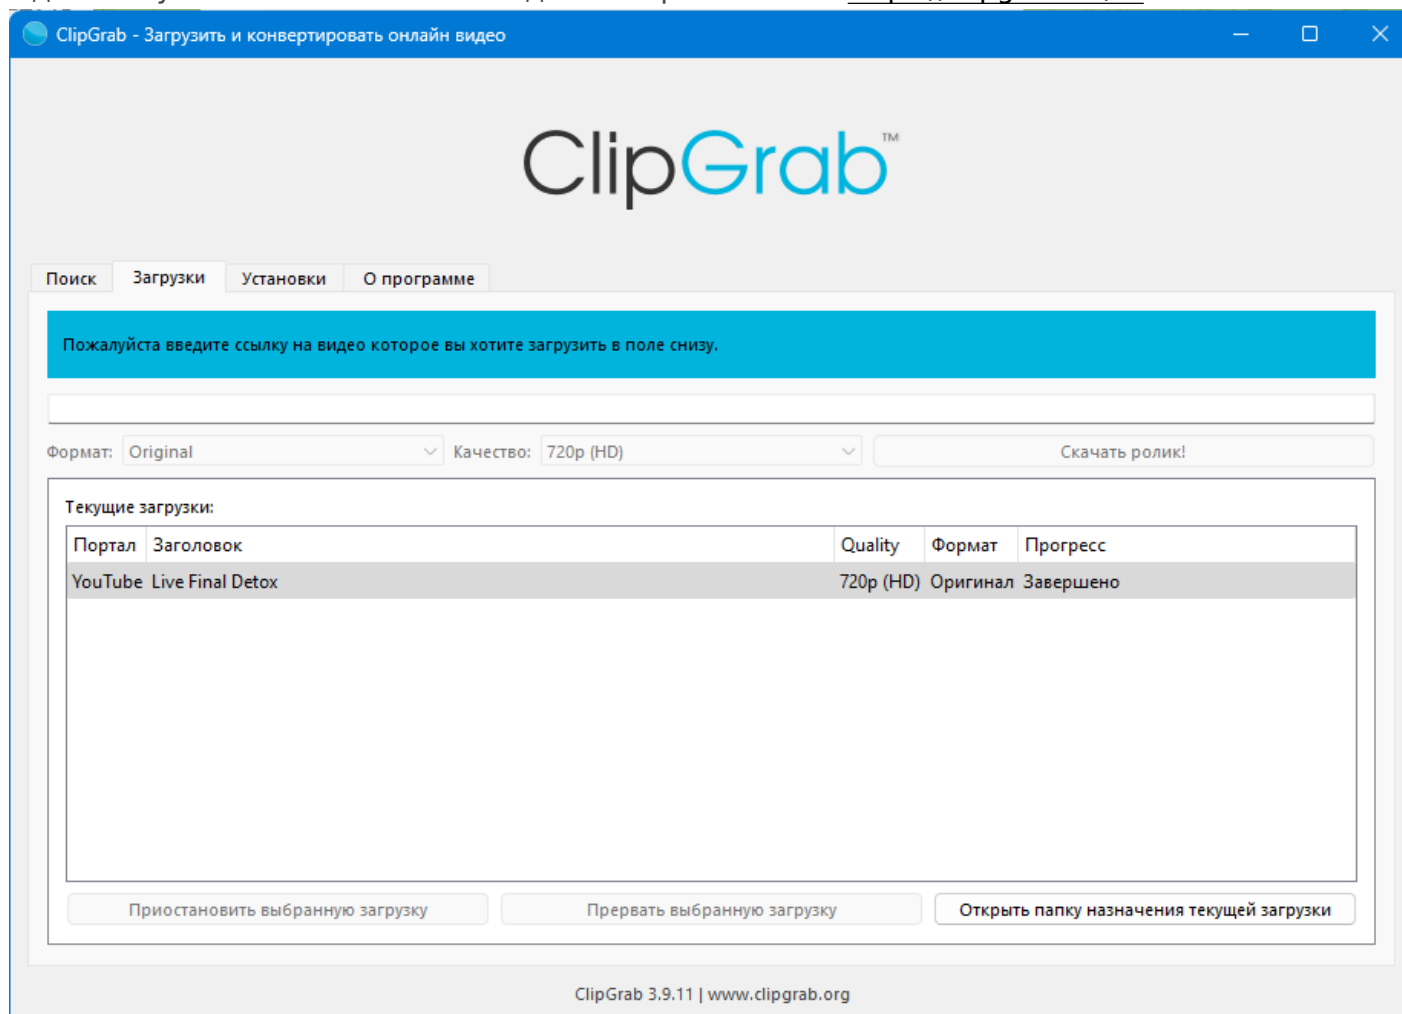 ClipGrab - Загрузить и конвертировать онлайн видео
ClipGrab™
Поиск Загрузки Установки О программе
Пожалуйста введите ссылку на видео которое вы хотите загрузить в поле снизу.
Формат: Original Качество: 720p (HD) Скачать ролик!
Текущие загрузки:
Портал Заголовок Quality Формат Прогресс
YouTube Live Final Detox 720p (HD) Оригинал Завершено
Приостановить выбранную загрузку Прервать выбранную загрузку Открыть папку назначения текущей загрузки
ClipGrab 3.9.11 | www.clipgrab.org